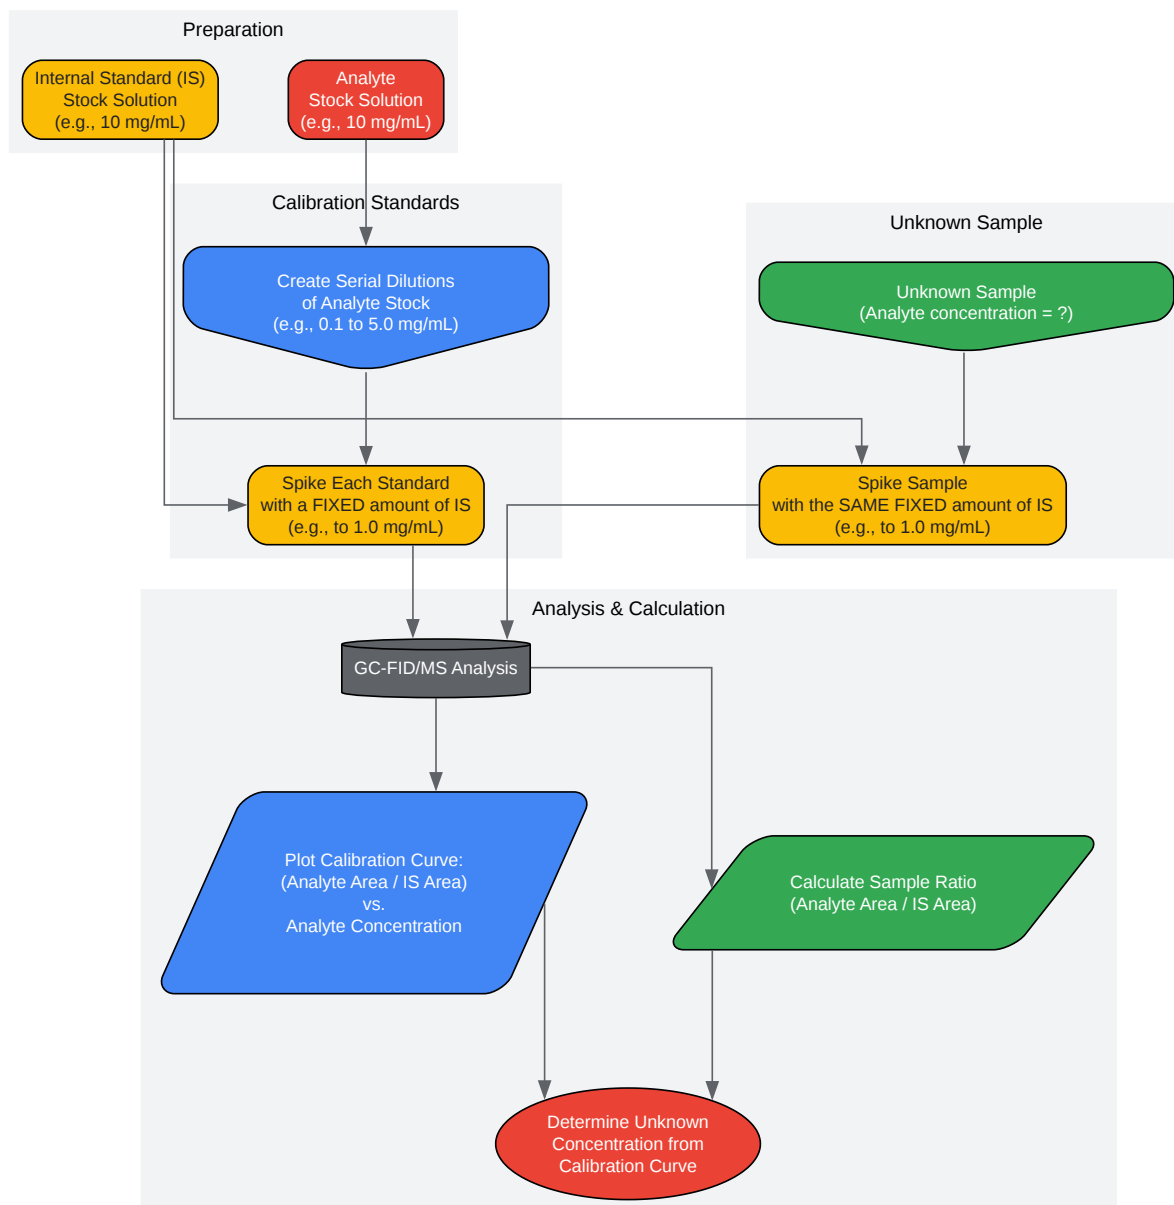 Preparation
Internal Standard (IS)
Stock Solution
(e.g., 10 mg/mL)
Analyte
Stock Solution
(e.g., 10 mg/mL)
Calibration Standards
Create Serial Dilutions
of Analyte Stock
(e.g., 0.1 to 5.0 mg/mL)
Unknown Sample
Unknown Sample
(Analyte concentration = ?)
Spike Each Standard
with a FIXED amount of IS
(e.g., to 1.0 mg/mL)
Spike Sample
with the SAME FIXED amount of IS
(e.g., to 1.0 mg/mL)
Analysis & Calculation
GC-FID/MS Analysis
Plot Calibration Curve:
(Analyte Area / IS Area)
vs.
Analyte Concentration
Calculate Sample Ratio
(Analyte Area / IS Area)
Determine Unknown
Concentration from
Calibration Curve